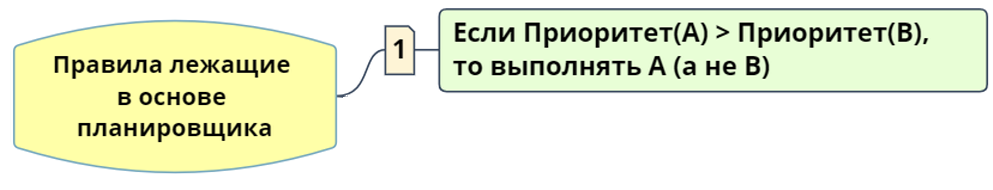 Правила лежащие
в основе
планировщика
1
Если Приоритет(A) > Приоритет(B),
то выполнять A (а не B)